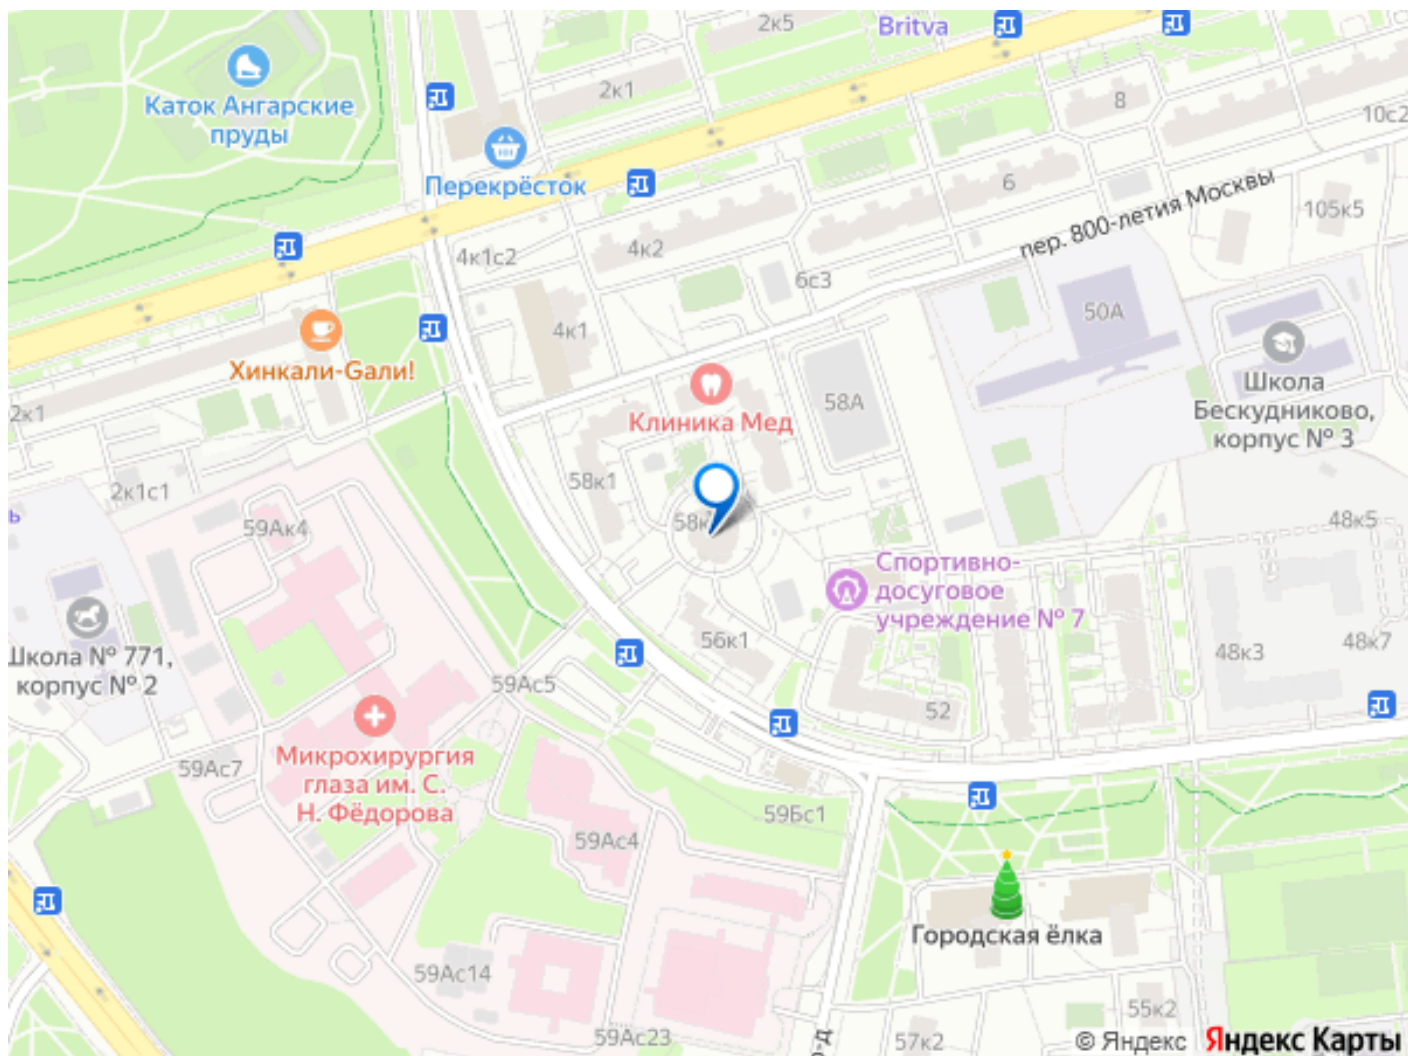 2к5
Britva
Каток Ангарские
пруды
2к1
8
10с2
Перекрёсток
6
пер. 800-летия Москвы
105к5
4к1с2
4к2
6с3
4к1
50А
Хинкали-Gали!
Школа
Бескудниково,
корпус № 3
2к1
Клиника Мед
58А
58к1
2к1с1
ь
59Ак4
58к
48к5
Спортивно-
досуговое
учреждение № 7
Школа № 771,
корпус № 2
56к1
48к3
48к7
59Ас5
52
Микрохирургия
глаза им. С.
Н. Фёдорова
59Ас7
59Бс1
59Ас4
Городская ёлка
59Ас14
55к2
59Ас23
р-д
57к2
© Яндекс Яндекс Карты